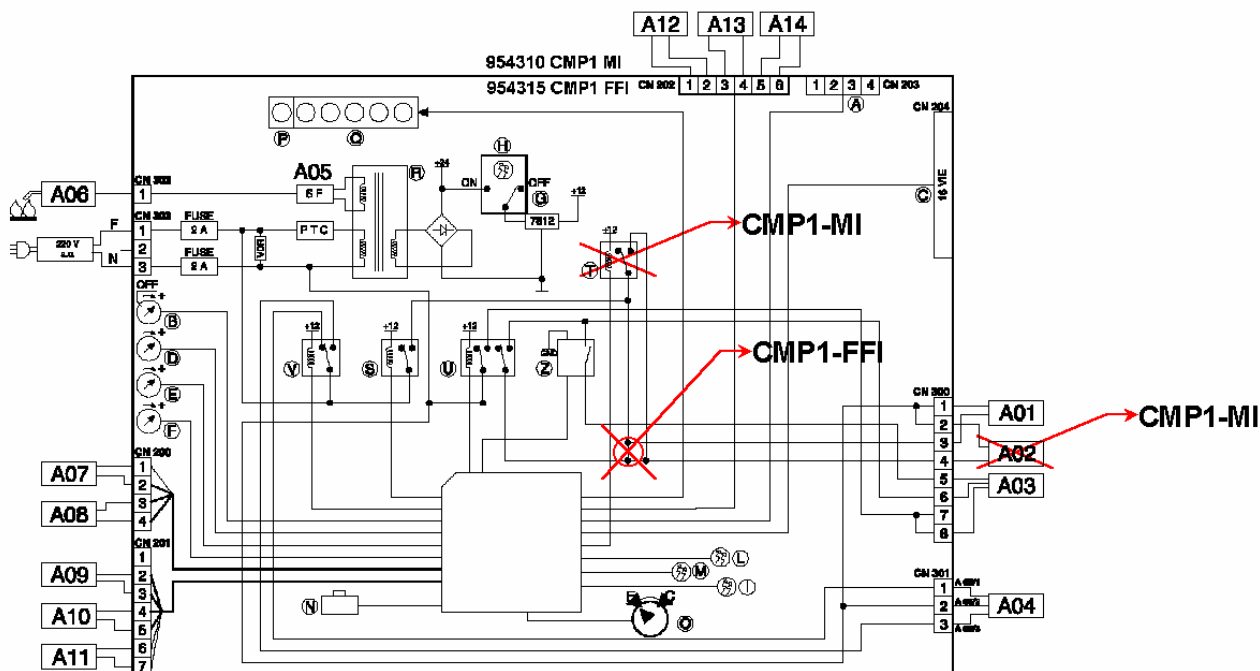 A12 A13 A14
954310 CMP1 MI
954315 CMP1 FFI
CN 202 1 2 3 4 5 6
1 2 3 4 CN 203
A
CN 204
P Q
H
+24
ON OFF
G
+12
7812
A05
6 F
R
CN 302
A06 1
16 VIE
C
CN 303
F 1 FUSE 2 A PTC
220 V
2
VDR
N 3 FUSE 2 A
+12
T
CMP1-MI
OFF
+ B
+ D
+ E
+ F
+12 +12 +12
V S U Z
CMP1-FFI
CN 300
1 A01
2
3
4 A02
CMP1-MI
5
6 A03
7
8
CN 200
A07 1
2
A08 3
4
CN 201
1
A09 2
3
A10 4
5
A11 6
7
L
M
I
N
E C
O
CN 301
1
2 A04
3